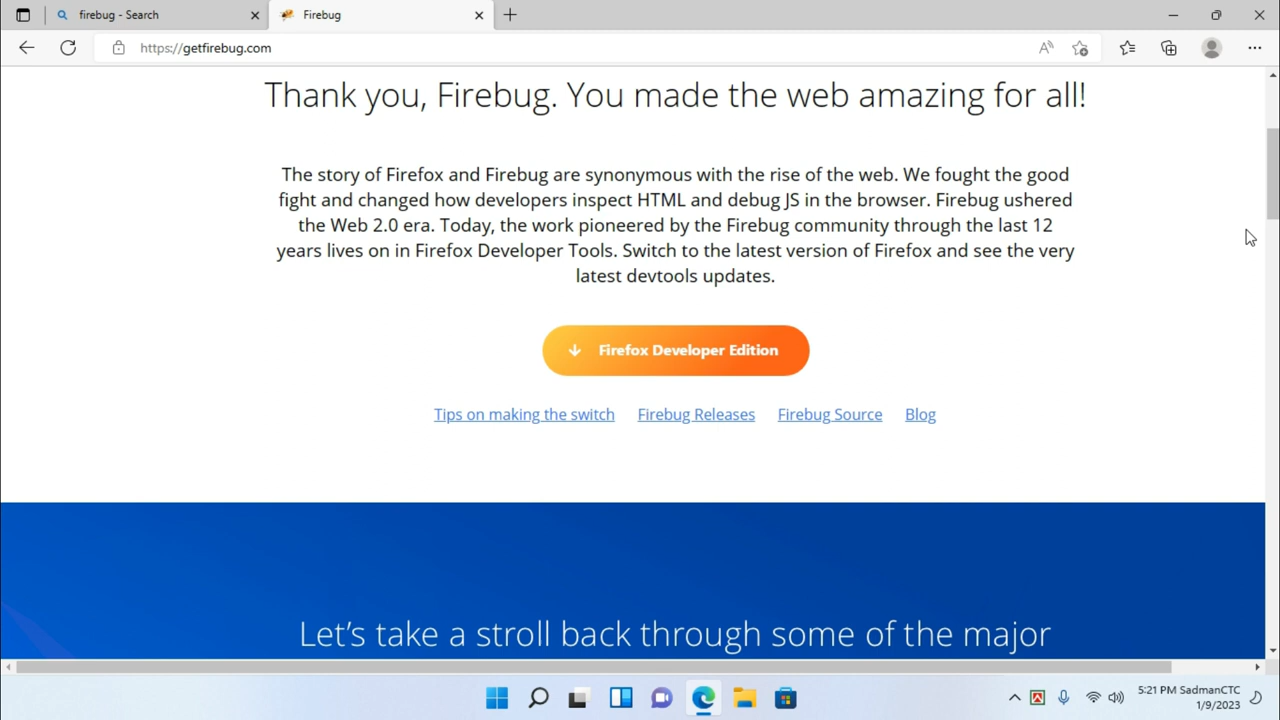 firebug - Search
Firebug
https://getfirebug.com
Thank you, Firebug. You made the web amazing for all!
The story of Firefox and Firebug are synonymous with the rise of the web. We fought the good
fight and changed how developers inspect HTML and debug JS in the browser. Firebug ushered
the Web 2.0 era. Today, the work pioneered by the Firebug community through the last 12
years lives on in Firefox Developer Tools. Switch to the latest version of Firefox and see the very
latest devtools updates.
Firefox Developer Edition
Tips on making the switch Firebug Releases Firebug Source Blog
Let’s take a stroll back through some of the major
5:21 PM SadmanCTC
1/9/2023